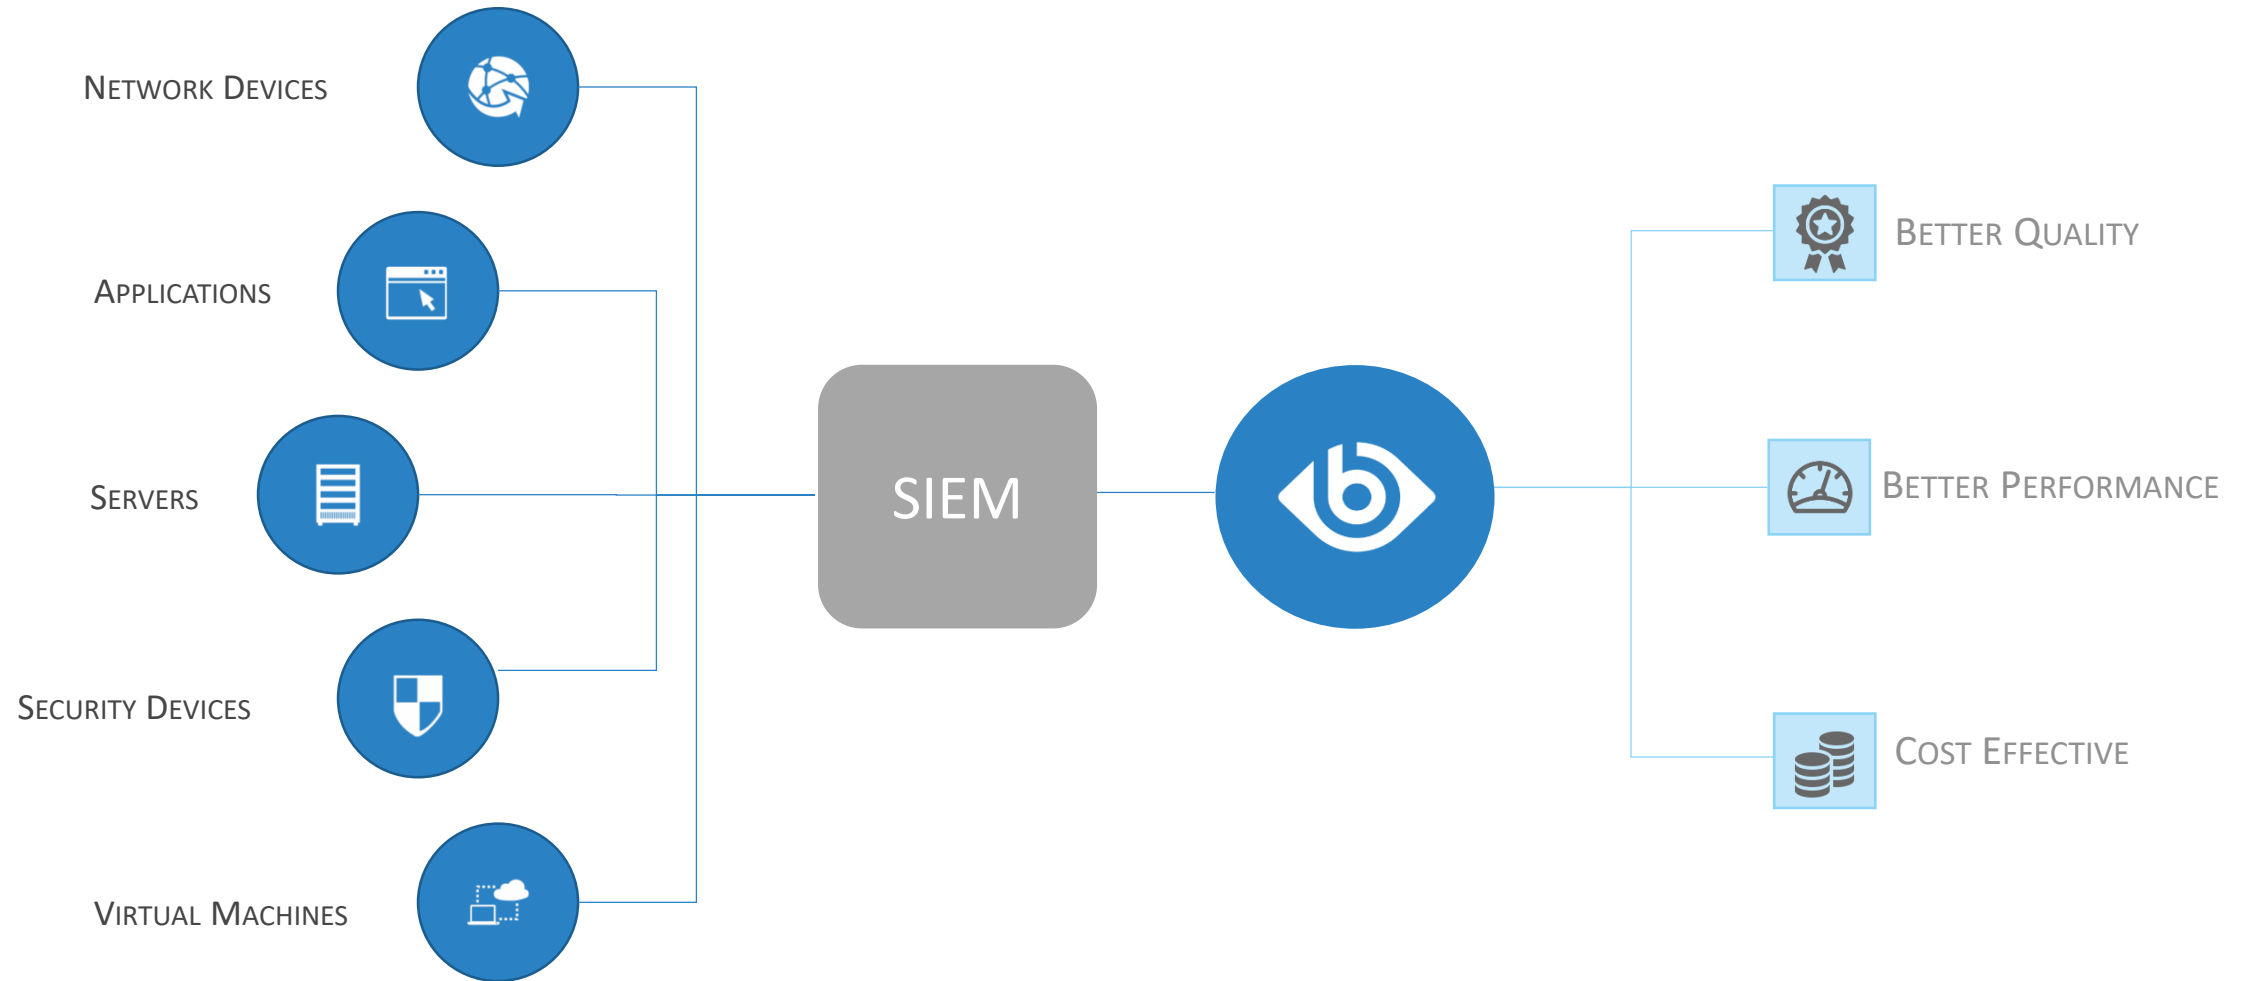 Network Devices
Applications
Servers
Security Devices
Virtual Machines
SIEM
Better Quality
Better Performance
Cost Effective